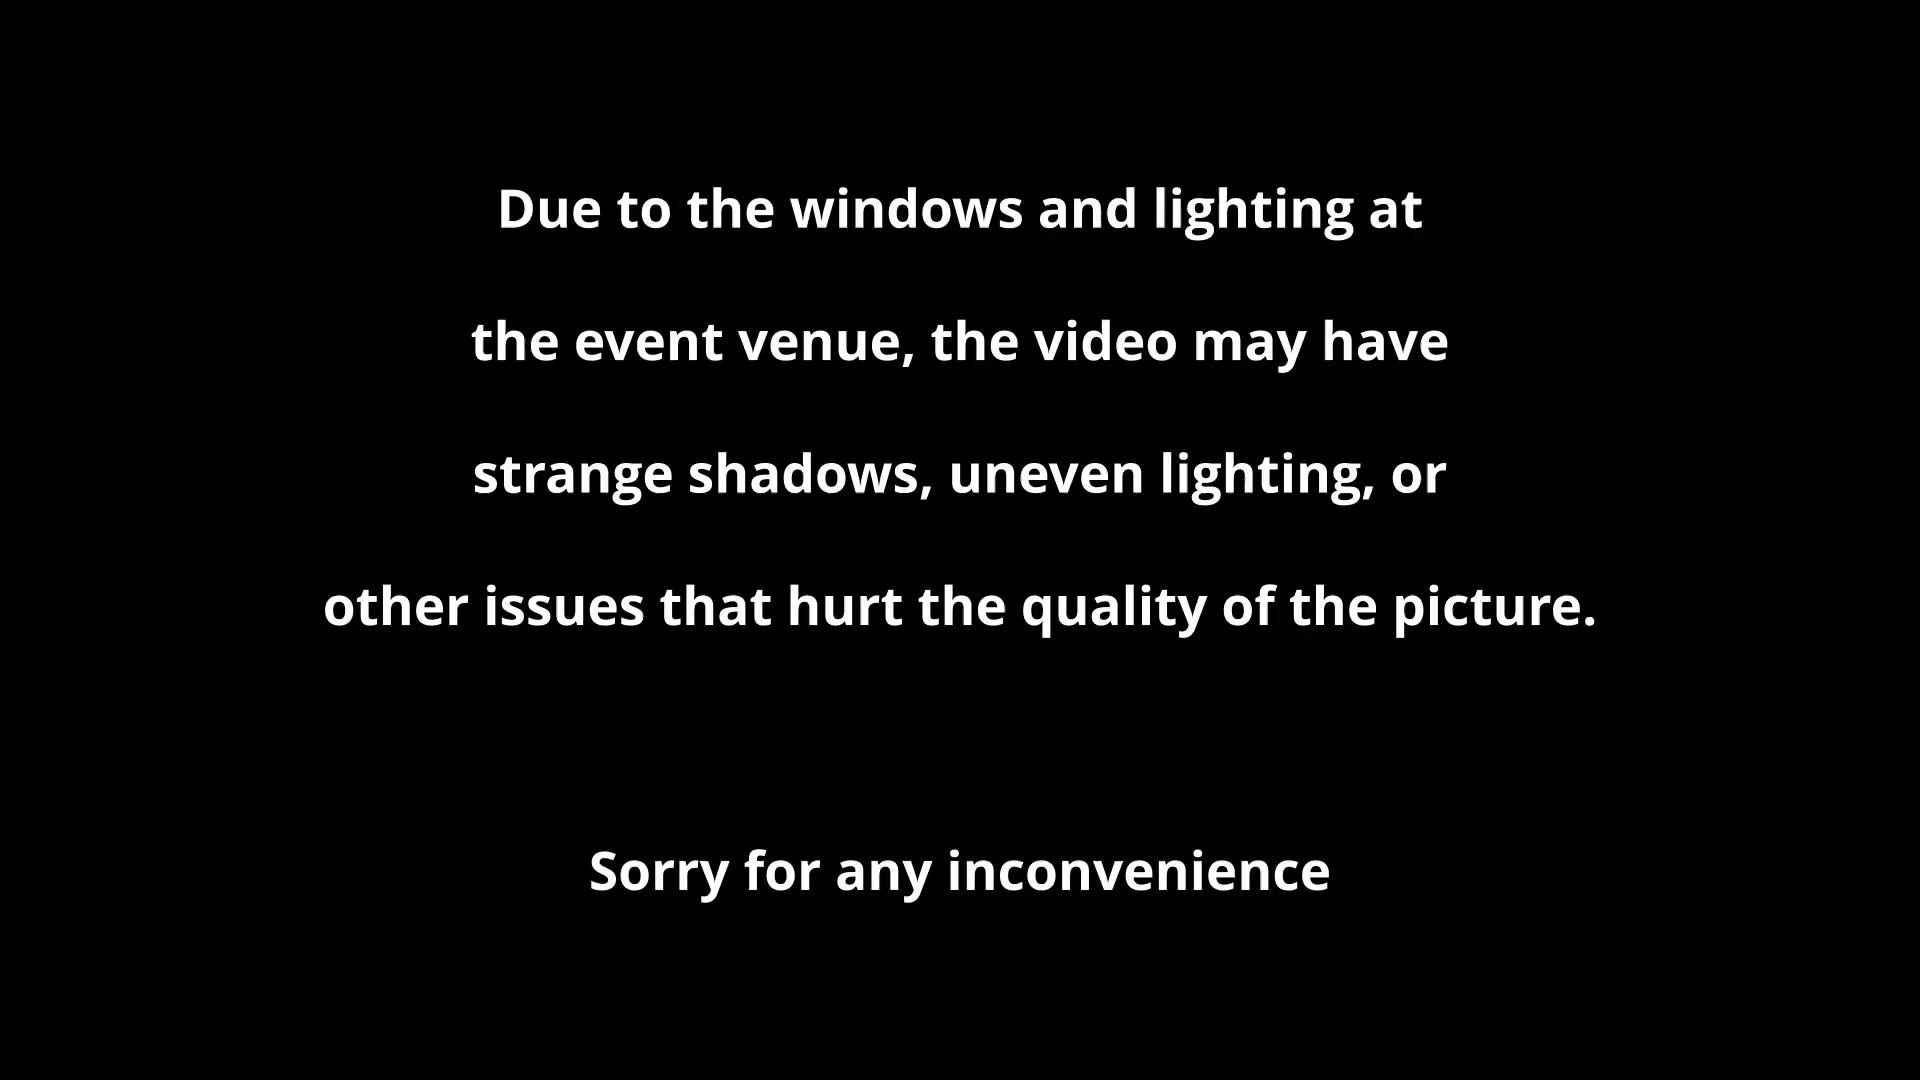 Due to the windows and lighting at
the event venue, the video may have
strange shadows, uneven lighting, or
other issues that hurt the quality of the picture.
Sorry for any inconvenience